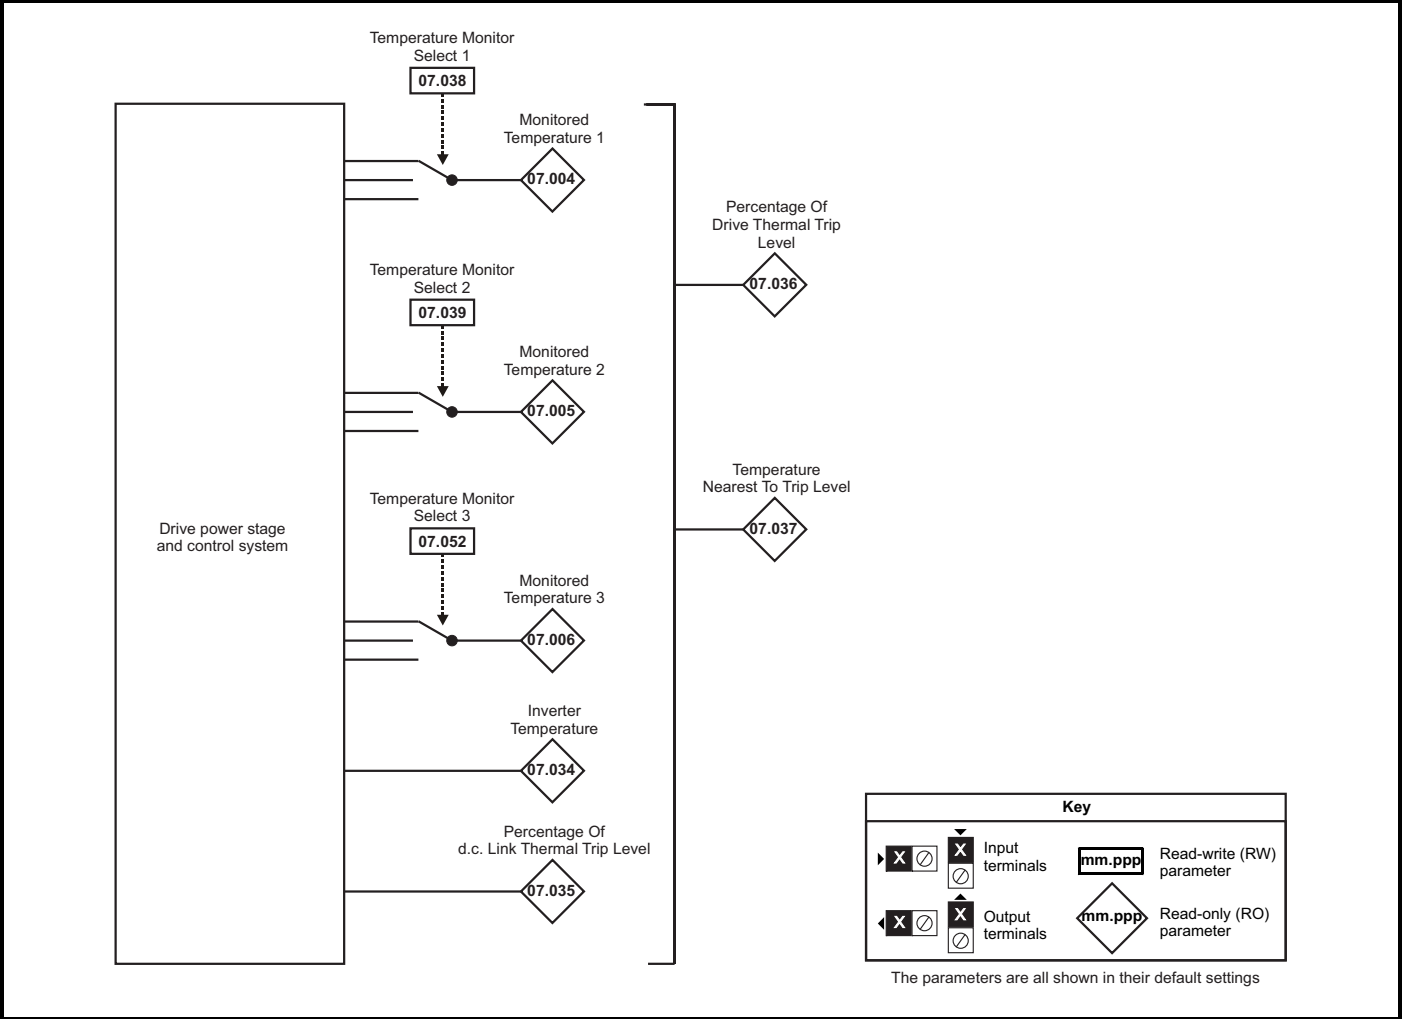 Temperature Monitor
Select 1
07.038
Monitored
Temperature 1
07.004
Percentage Of
Drive Thermal Trip
Level
07.036
Temperature Monitor
Select 2
07.039
Monitored
Temperature 2
07.005
Temperature
Nearest To Trip Level
07.037
Temperature Monitor
Select 3
07.052
Drive power stage
and control system
Monitored
Temperature 3
07.006
Inverter
Temperature
07.034
Percentage Of
d.c. Link Thermal Trip Level
07.035
Key
X
X
Input
terminals
mm.ppp
Read-write (RW)
parameter
X
X
Output
terminals
mm.ppp
Read-only (RO)
parameter
The parameters are all shown in their default settings